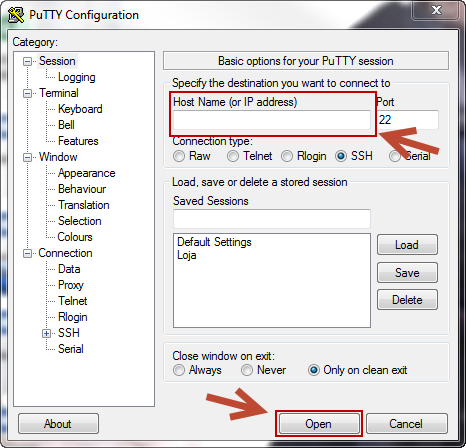 PuTTY Configuration
Category:
Session
Logging
Terminal
Keyboard
Bell
Features
Window
Appearance
Behaviour
Translation
Selection
Colours
Connection
Data
Proxy
Telnet
Rlogin
SSH
Serial
Basic options for your PuTTY session
Specify the destination you want to connect to
Host Name (or IP address) Port
22
Connection type:
Raw Telnet Rlogin SSH Serial
Load, save or delete a stored session
Saved Sessions
Default Settings
Loja
Load
Save
Delete
Close window on exit:
Always Never Only on clean exit
About Open Cancel